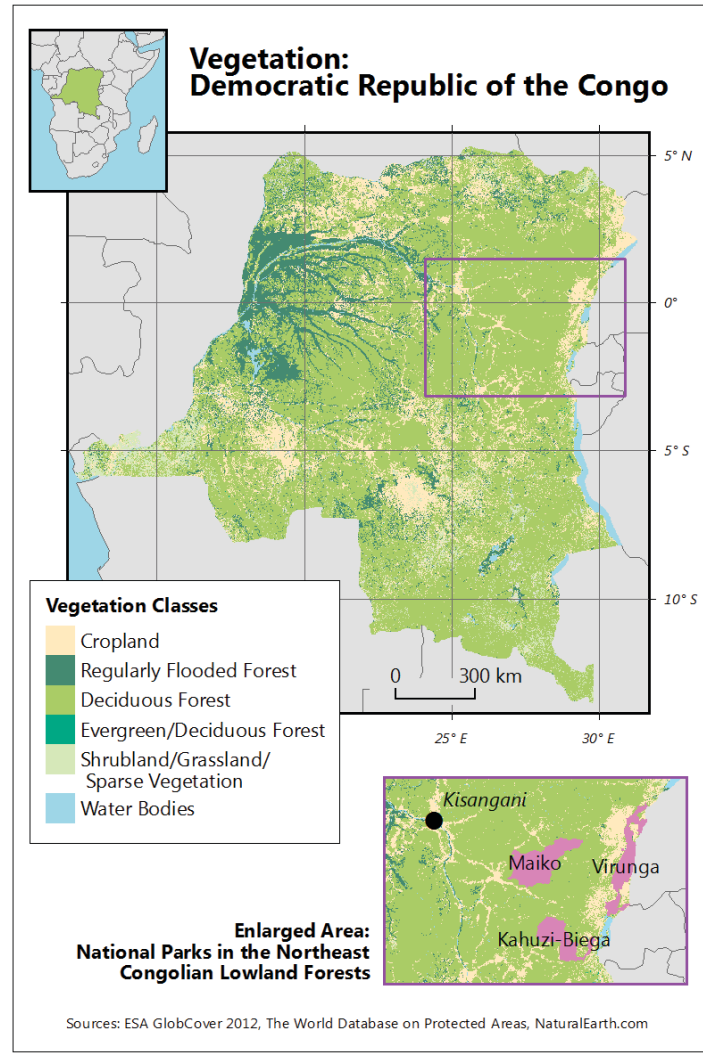 Vegetation:
Democratic Republic of the Congo
5° N
0°
5° S
10° S
Vegetation Classes
Cropland
Regularly Flooded Forest
Deciduous Forest
Evergreen/Deciduous Forest
Shrubland/Grassland/
Sparse Vegetation
Water Bodies
0 300 km
25° E 30° E
Kisangani
Maiko
Virunga
Kahuzi-Biega
Enlarged Area:
National Parks in the Northeast
Congolian Lowland Forests
Sources: ESA GlobCover 2012, The World Database on Protected Areas, NaturalEarth.com